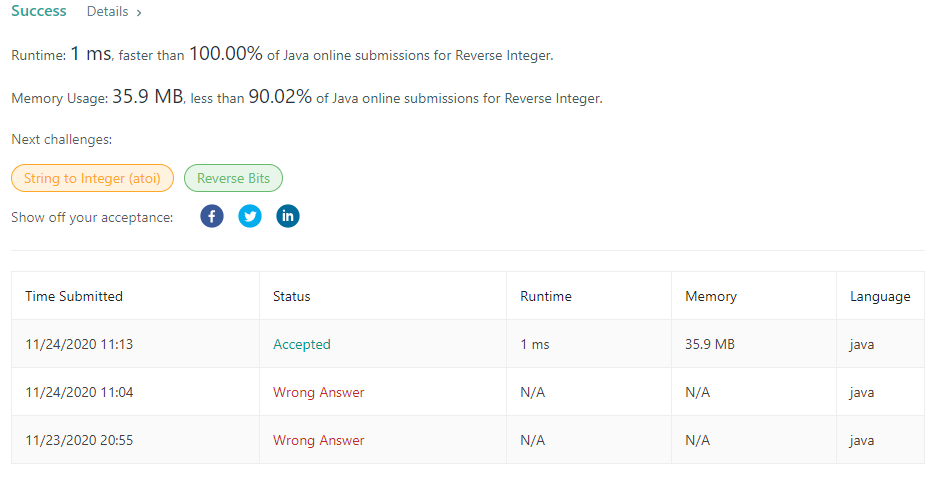 Success Details >
Runtime: 1 ms, faster than 100.00% of Java online submissions for Reverse Integer.
Memory Usage: 35.9 MB, less than 90.02% of Java online submissions for Reverse Integer.
Next challenges:
String to Integer (atoi) Reverse Bits
Show off your acceptance: f in
Time Submitted Status Runtime Memory Language
11/24/2020 11:13 Accepted 1 ms 35.9 MB java
11/24/2020 11:04 Wrong Answer N/A N/A java
11/23/2020 20:55 Wrong Answer N/A N/A java